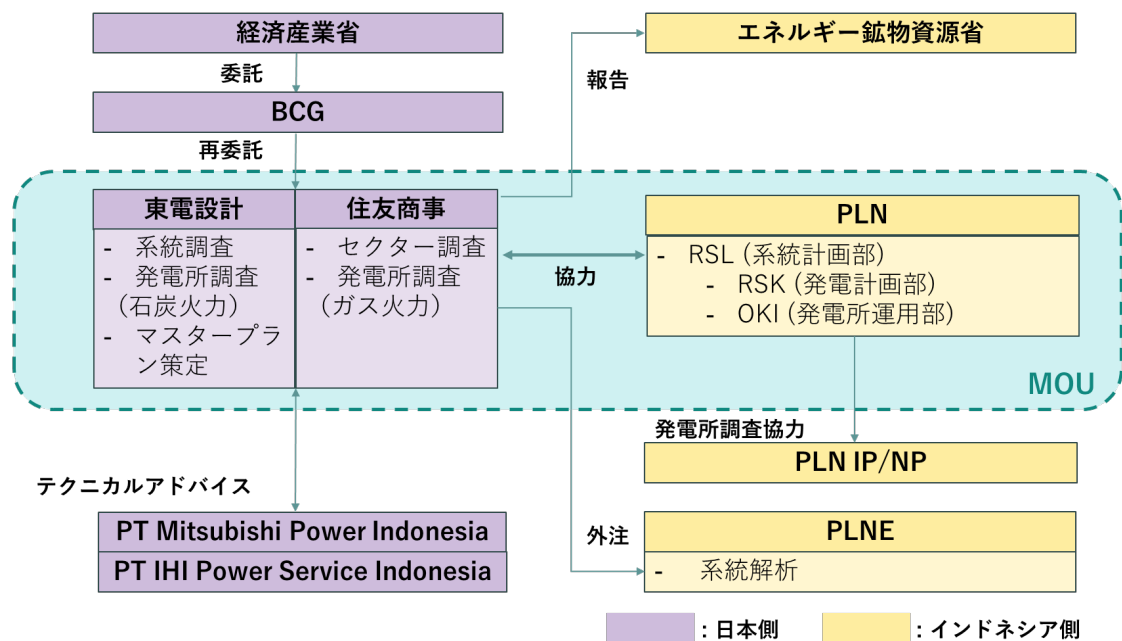 経済産業省
エネルギー鉱物資源省
委託
報告
BCG
再委託
東電設計
- 系統調査
- 発電所調査
(石炭火力)
- マスタープラ
ン策定
住友商事
- セクター調査
- 発電所調査
(ガス火力)
協力
PLN
- RSL (系統計画部)
- RSK (発電計画部)
- OKI (発電所運用部)
MOU
発電所調査協力
PLN IP/NP
テクニカルアドバイス
PT Mitsubishi Power Indonesia
PT IHI Power Service Indonesia
外注
PLNE
- 系統解析
: 日本側
: インドネシア側